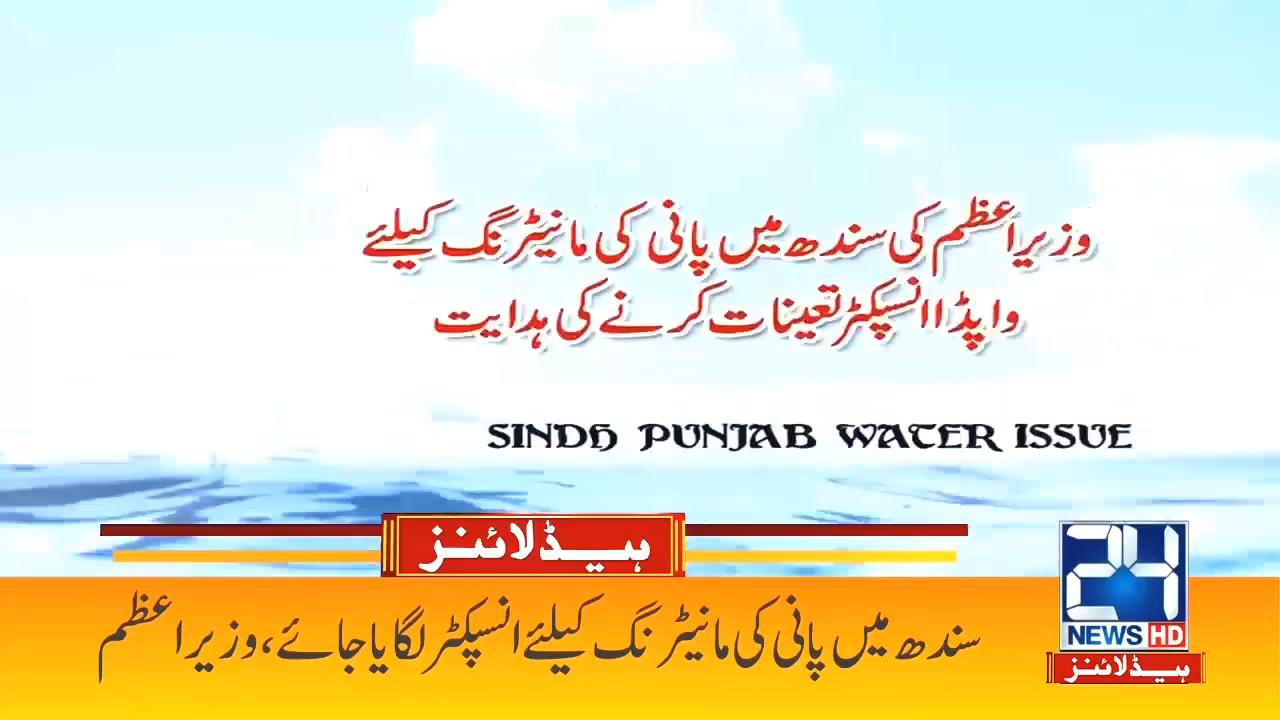 وزیراعظم کی سندھ میں پانی کی مانیٹرنگ کیلئے
واپڈا انسپکٹر تعینات کرنے کی ہدایت
SINDH PUNJAB WATER ISSUE
ہیڈلائنز
سندھ میں پانی کی مانیٹرنگ کیلئے انسپکٹر لگایا جائے، وزیراعظم
24
NEWS HD
ہیڈلائنز